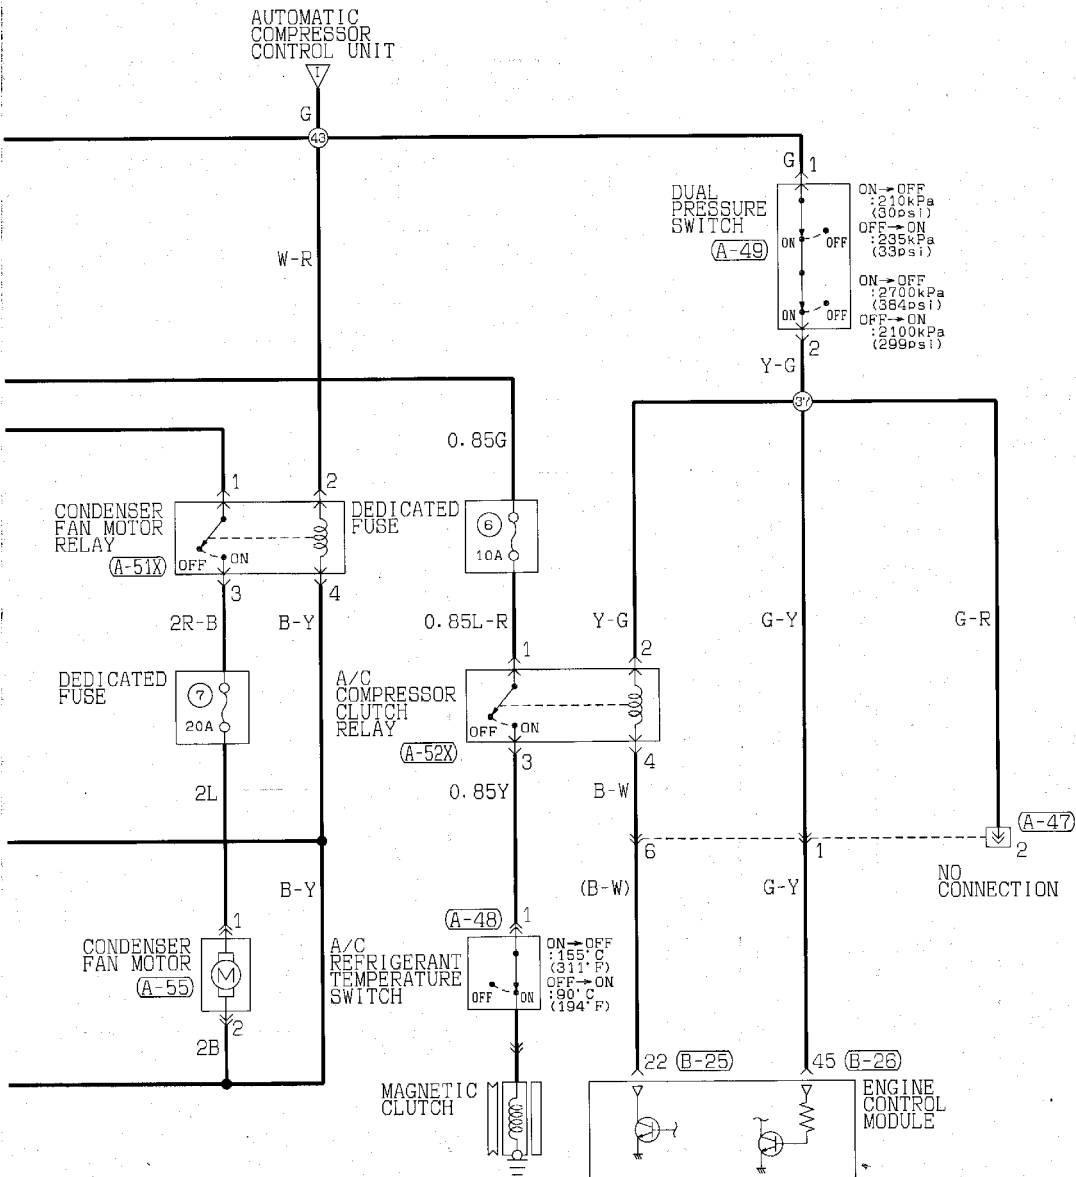 AUTOMATIC
COMPRESSOR
CONTROL UNIT
I
G
43
G 1
DUAL
PRESSURE
SWITCH
A-49
ON→OFF
:210kPa
(30psi)
OFF→ON
:235kPa
(33psi)
ON OFF
ON→OFF
:2700kPa
(384psi)
OFF→ON
:2100kPa
(299psi)
ON OFF
2
W-R
Y-G
37
0.85G
1 2
CONDENSER
FAN MOTOR
RELAY
A-51X
OFF ON
DEDICATED
FUSE
6
10A
3 4
2R-B B-Y 0.85L-R Y-G G-Y G-R
1 2
DEDICATED
FUSE
7
20A
A/C
COMPRESSOR
CLUTCH
RELAY
A-52X
OFF ON
3 4
2L 0.85Y B-W
6 1 2
A-47
NO
CONNECTION
B-Y (B-W) G-Y
1
A-48 1
CONDENSER
FAN MOTOR
A-55
M
A/C
REFRIGERANT
TEMPERATURE
SWITCH
OFF ON
ON→OFF
:155°C
(311°F)
OFF→ON
:90°C
(194°F)
2
2B
22 B-25 45 B-26
MAGNETIC
CLUTCH
ENGINE
CONTROL
MODULE